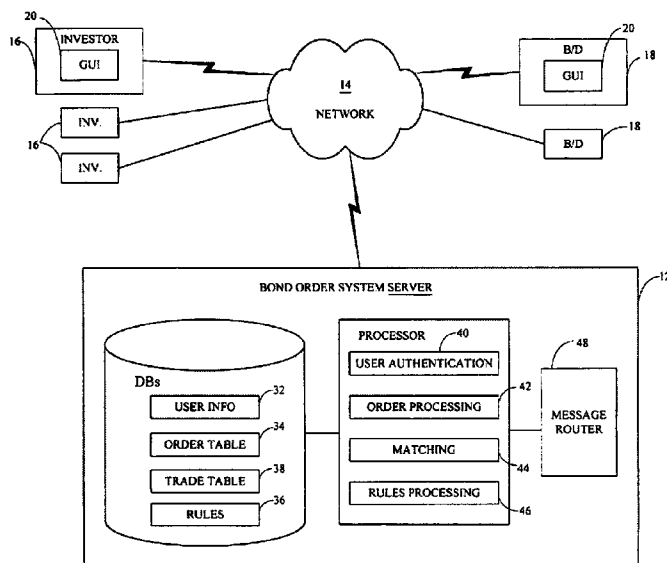 20
INVESTOR
16
GUI
INV.
16
INV.
14
NETWORK
B/D
20
GUI
18
18
B/D
12
BOND ORDER SYSTEM SERVER
DBs
USER INFO
32
ORDER TABLE
34
TRADE TABLE
38
RULES
36
PROCESSOR
40
USER AUTHENTICATION
ORDER PROCESSING
42
MATCHING
44
RULES PROCESSING
46
48
MESSAGE
ROUTER